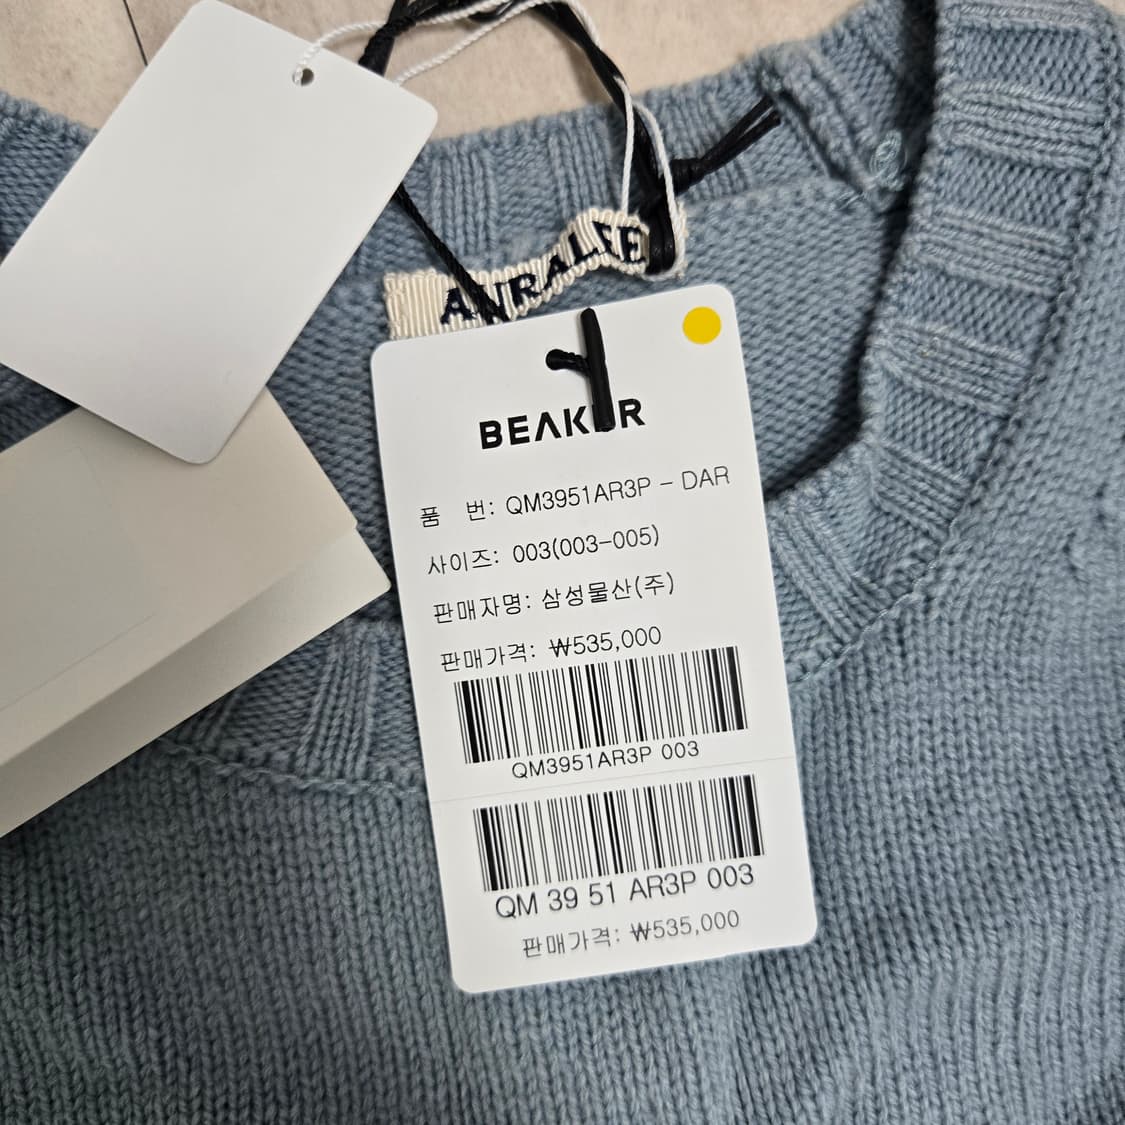 AURALEE
BEAKER
품 번: QM3951AR3P - DAR
사이즈: 003(003-005)
판매자명: 삼성물산(주)
판매가격: ₩535,000
QM3951AR3P 003
QM 39 51 AR3P 003
판매가격: ₩535,000